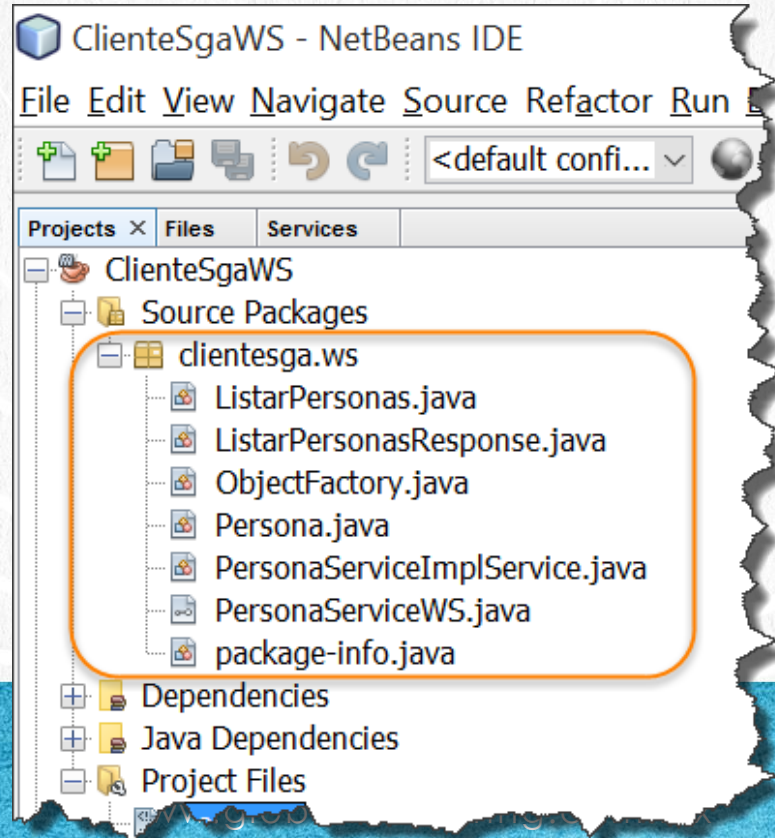 ClienteSgaWS - NetBeans IDE
File Edit View Navigate Source Refactor Run
<default confi...
Projects × Files Services
ClienteSgaWS
Source Packages
clientesga.ws
ListarPersonas.java
ListarPersonasResponse.java
ObjectFactory.java
Persona.java
PersonaServiceImplService.java
PersonaServiceWS.java
package-info.java
Dependencies
Java Dependencies
Project Files